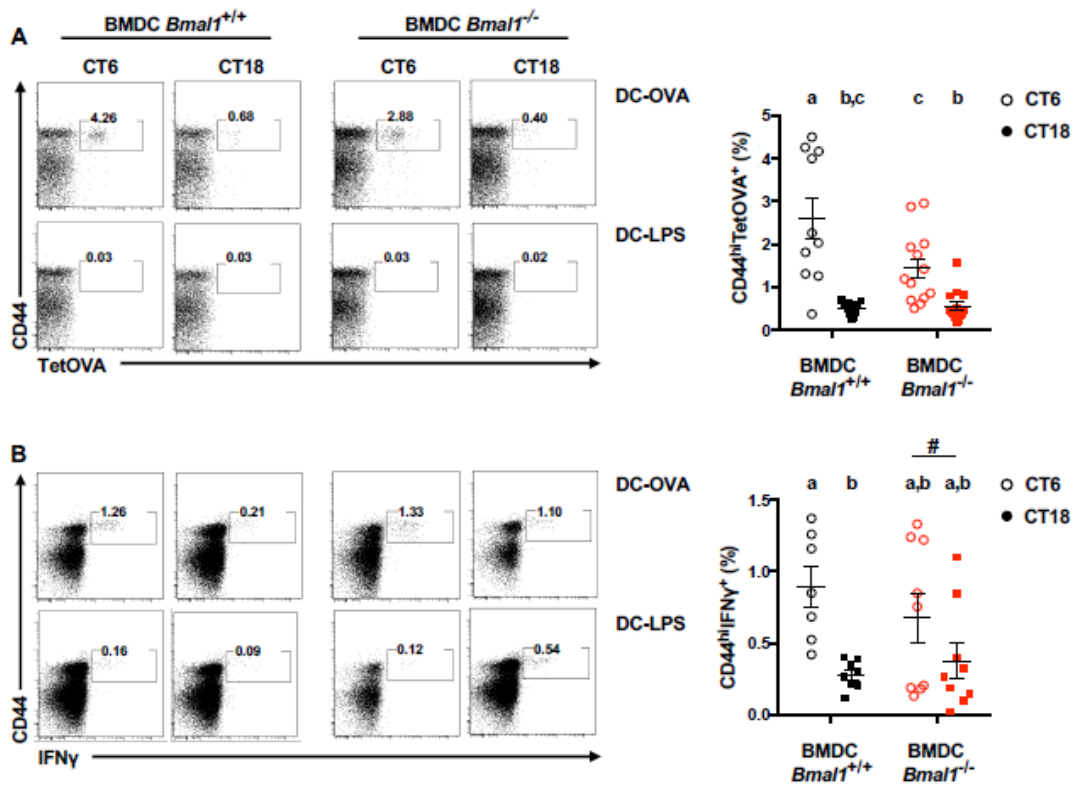 A
BMDC Bmal1+/+
BMDC Bmal1-/-
CT6
CT18
CT6
CT18
DC-OVA
4.26
0.68
2.88
0.40
DC-LPS
0.03
0.03
0.03
0.02
CD44
TetOVA
a
b,c
c
b
CT6
CT18
CD44hiTetOVA+ (%)
5
4
3
2
1
0
BMDC
Bmal1+/+
BMDC
Bmal1-/-
B
DC-OVA
1.26
0.21
1.33
1.10
DC-LPS
0.16
0.09
0.12
0.54
CD44
IFNγ
#
a
b
a,b
a,b
CT6
CT18
CD44hiIFNγ+ (%)
1.5
1.0
0.5
0.0
BMDC
Bmal1+/+
BMDC
Bmal1-/-